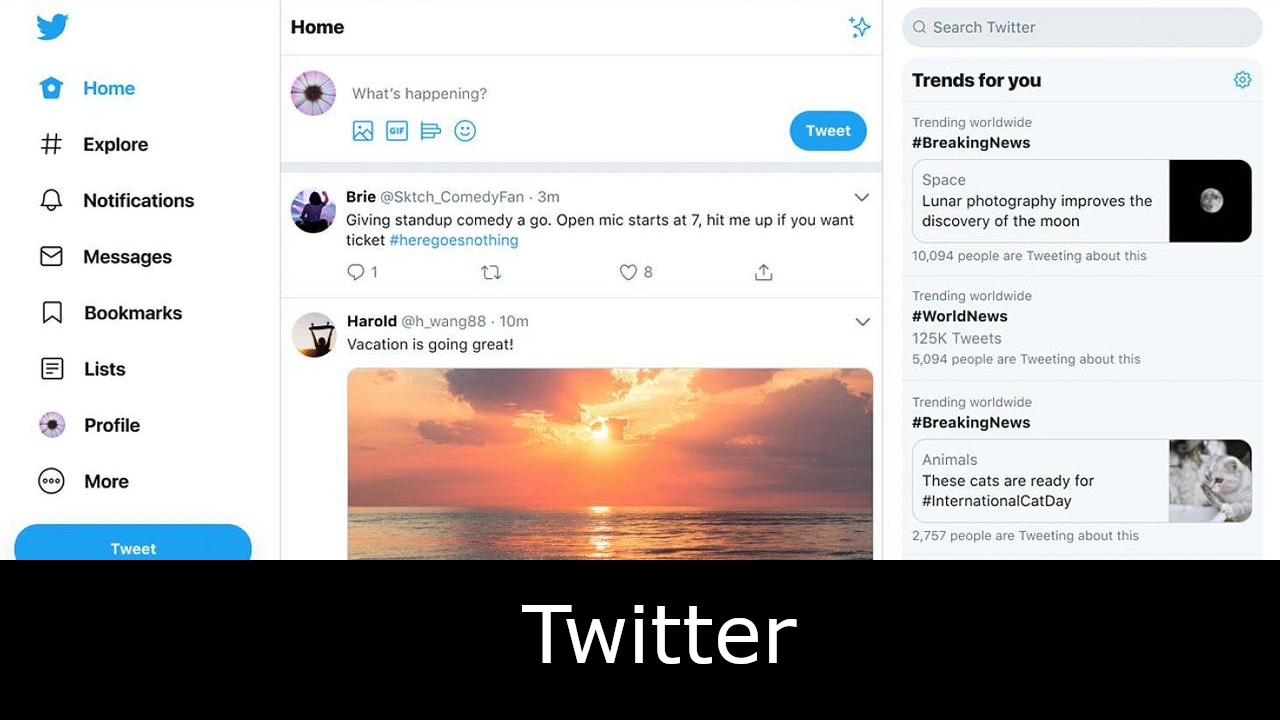 Home
Explore
Notifications
Messages
Bookmarks
Lists
Profile
More
Tweet
Home
What's happening?
GIF
Tweet
Brie @Sktch_ComedyFan · 3m
Giving standup comedy a go. Open mic starts at 7, hit me up if you want
ticket #heregoesnothing
1
8
Harold @h_wang88 · 10m
Vacation is going great!
Search Twitter
Trends for you
Trending worldwide
#BreakingNews
Space
Lunar photography improves the
discovery of the moon
10,094 people are Tweeting about this
Trending worldwide
#WorldNews
125K Tweets
5,094 people are Tweeting about this
Trending worldwide
#BreakingNews
Animals
These cats are ready for
#InternationalCatDay
2,757 people are Tweeting about this
Twitter